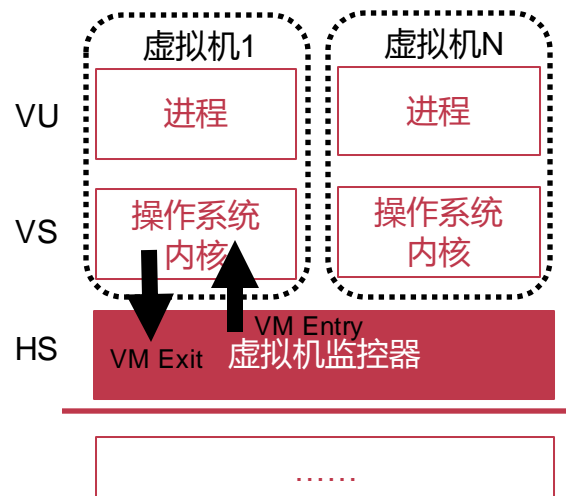 虚拟机1
虚拟机N
VU
进程
进程
VS
操作系统
内核
操作系统
内核
HS
VM Exit
VM Entry
虚拟机监控器
......